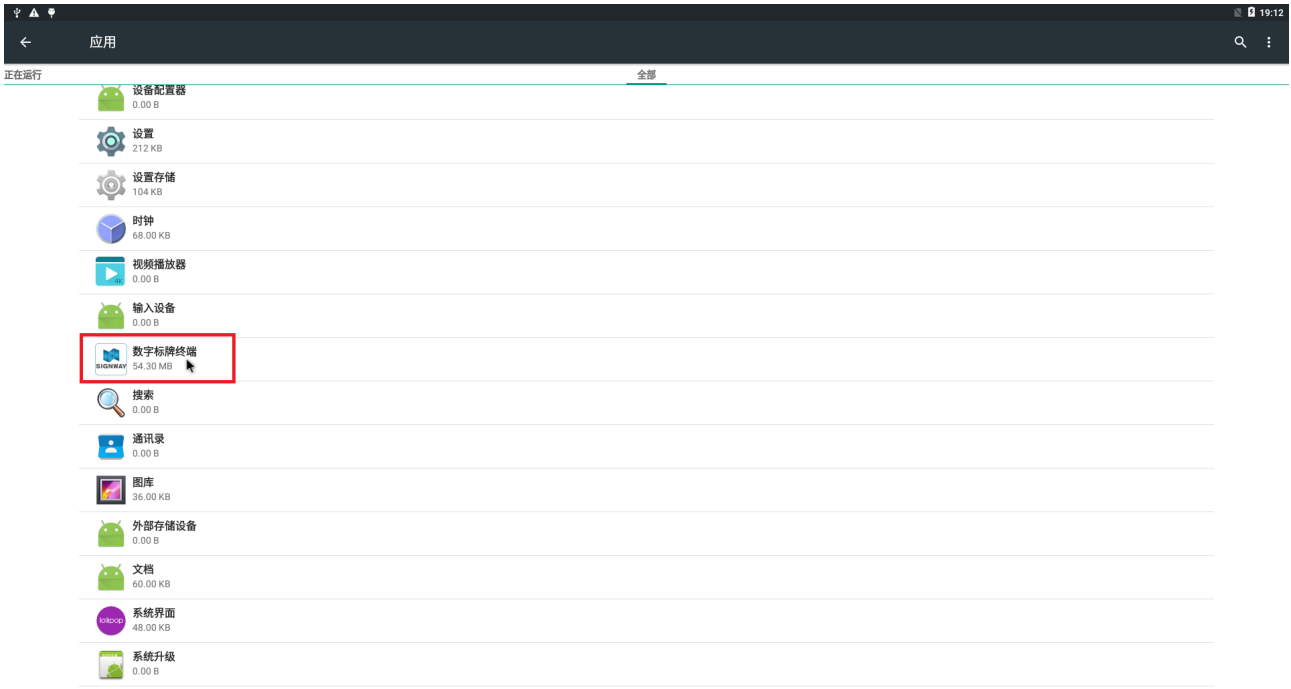 19:12
应用
正在运行
全部
设备配置器
0.00 B
设置
212 KB
设置存储
104 KB
时钟
68.00 KB
视频播放器
4K
0.00 B
输入设备
0.00 B
数字标牌终端
SIGNWAY
54.30 MB
搜索
0.00 B
通讯录
0.00 B
图库
36.00 KB
外部存储设备
0.00 B
文档
60.00 KB
系统界面
lollipop
48.00 KB
系统升级
0.00 B